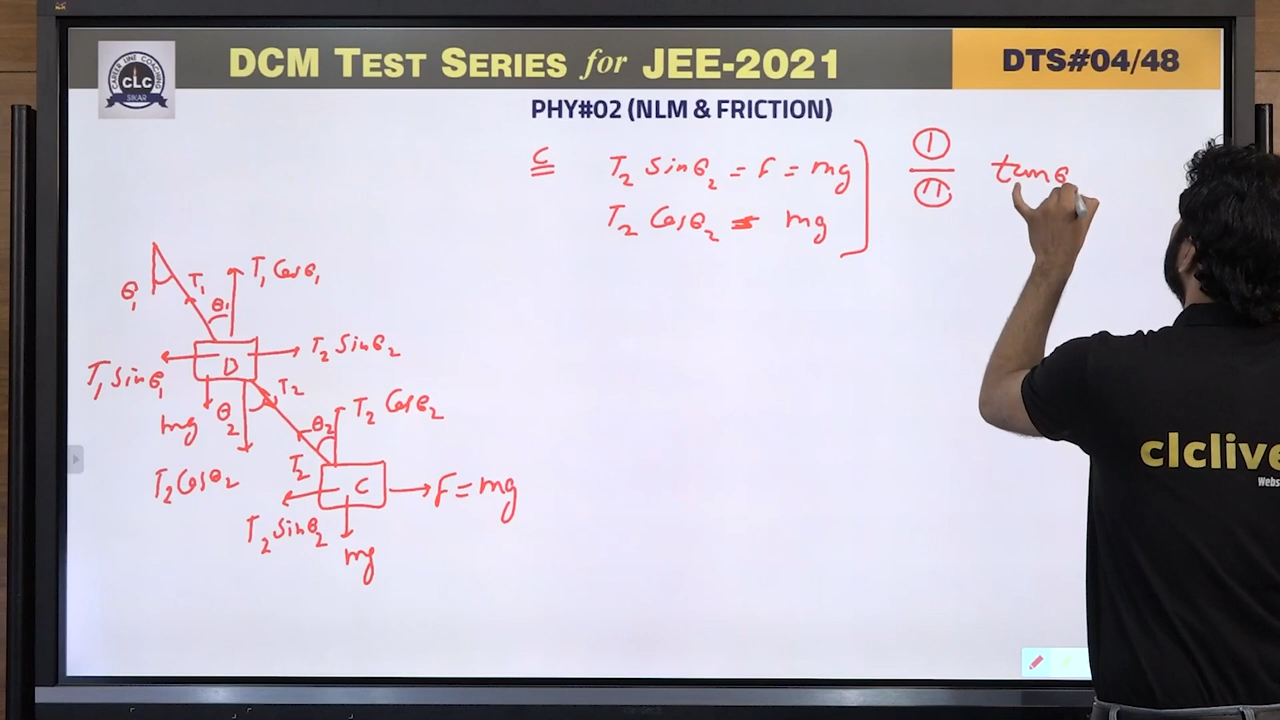 DCM TEST SERIES for JEE-2021
DTS#04/48
CAREER LINE COACHING
CLC
SIKAR
PHY#02 (NLM & FRICTION)
C T₂ sinθ₂ = F = mg
T₂ Cosθ₂ = mg
I
II
tanθ
θ₁
T₁
θ₁
T₁ Cosθ₁
T₁ sinθ₁
D
T₂ sinθ₂
mg
θ₂
T₂
T₂ Cosθ₂
θ₂
T₂ Cosθ₂
T₂
C
F = mg
T₂ sinθ₂
mg
clclive
Webs